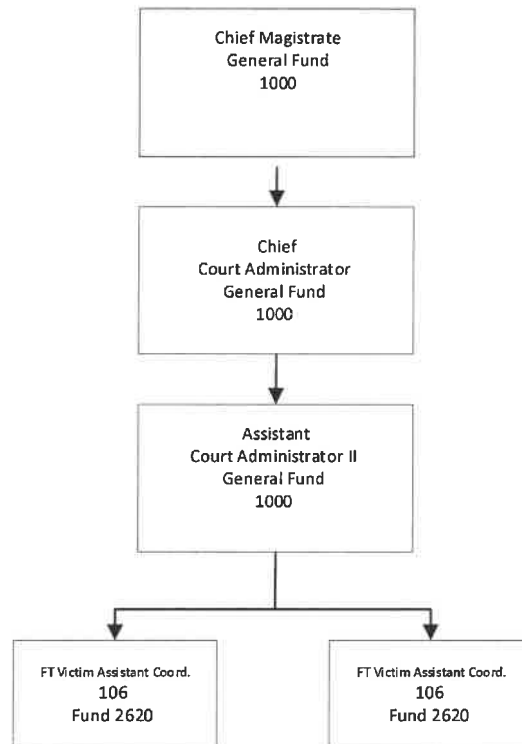 Chief Magistrate
General Fund
1000
Chief
Court Administrator
General Fund
1000
Assistant
Court Administrator II
General Fund
1000
FT Victim Assistant Coord.
106
Fund 2620
FT Victim Assistant Coord.
106
Fund 2620